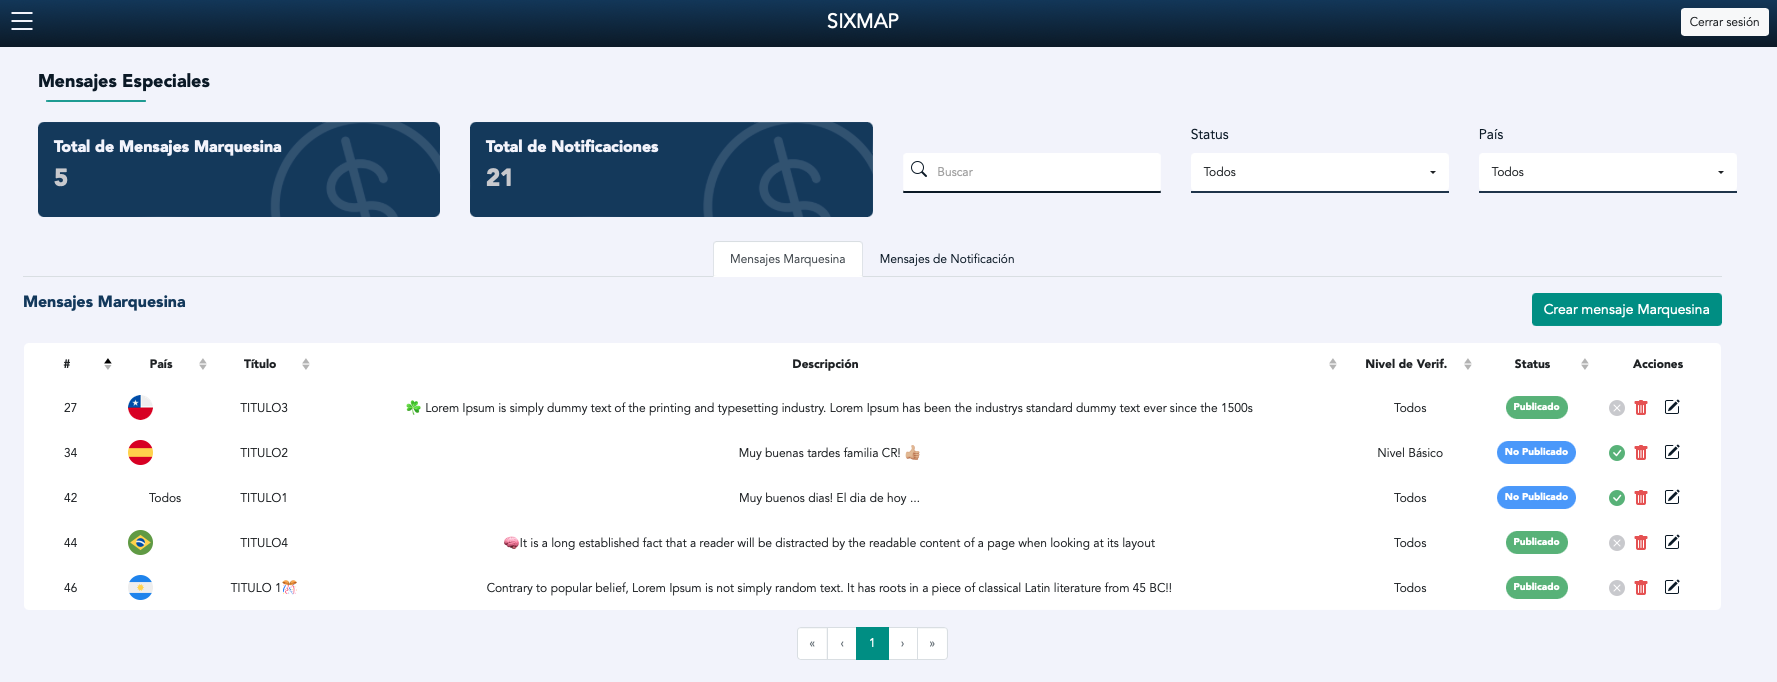 SIXMAP
Cerrar sesión
Mensajes Especiales
Total de Mensajes Marquesina
5
Total de Notificaciones
21
Buscar
Status
Todos
País
Todos
Mensajes Marquesina
Mensajes de Notificación
Mensajes Marquesina
Crear mensaje Marquesina
# País Título Descripción Nivel de Verif. Status Acciones
27 TITULO3 🍀 Lorem Ipsum is simply dummy text of the printing and typesetting industry. Lorem Ipsum has been the industrys standard dummy text ever since the 1500s Todos Publicado
34 TITULO2 Muy buenas tardes familia CR! 👍🏼 Nivel Básico No Publicado
42 Todos TITULO1 Muy buenos dias! El dia de hoy ... Todos No Publicado
44 TITULO4 🧠It is a long established fact that a reader will be distracted by the readable content of a page when looking at its layout Todos Publicado
46 TITULO 1🎊 Contrary to popular belief, Lorem Ipsum is not simply random text. It has roots in a piece of classical Latin literature from 45 BC!! Todos Publicado
« ‹ 1 › »